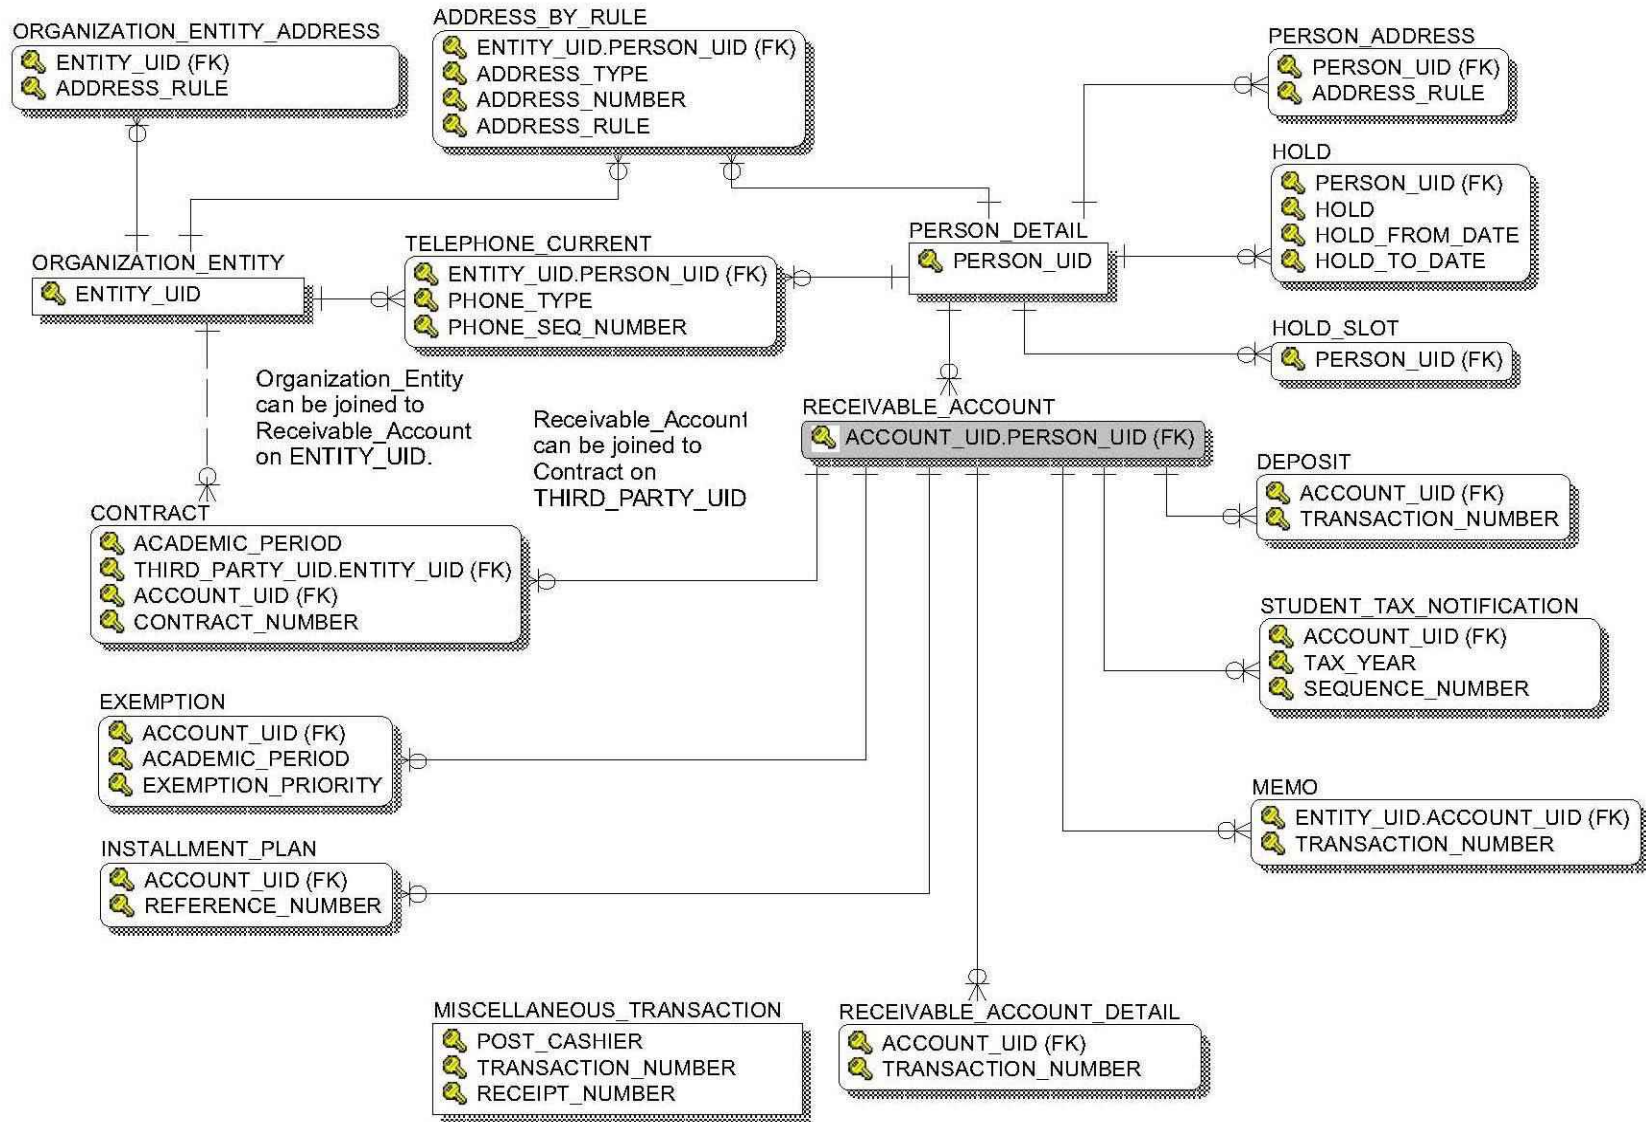 ORGANIZATION_ENTITY_ADDRESS
ENTITY_UID (FK)
ADDRESS_RULE
ADDRESS_BY_RULE
ENTITY_UID.PERSON_UID (FK)
ADDRESS_TYPE
ADDRESS_NUMBER
ADDRESS_RULE
PERSON_ADDRESS
PERSON_UID (FK)
ADDRESS_RULE
HOLD
PERSON_UID (FK)
HOLD
HOLD_FROM_DATE
HOLD_TO_DATE
ORGANIZATION_ENTITY
ENTITY_UID
TELEPHONE_CURRENT
ENTITY_UID.PERSON_UID (FK)
PHONE_TYPE
PHONE_SEQ_NUMBER
PERSON_DETAIL
PERSON_UID
HOLD_SLOT
PERSON_UID (FK)
Organization_Entity
can be joined to
Receivable_Account
on ENTITY_UID.
Receivable_Account
can be joined to
Contract on
THIRD_PARTY_UID
RECEIVABLE_ACCOUNT
ACCOUNT_UID.PERSON_UID (FK)
DEPOSIT
ACCOUNT_UID (FK)
TRANSACTION_NUMBER
CONTRACT
ACADEMIC_PERIOD
THIRD_PARTY_UID.ENTITY_UID (FK)
ACCOUNT_UID (FK)
CONTRACT_NUMBER
STUDENT_TAX_NOTIFICATION
ACCOUNT_UID (FK)
TAX_YEAR
SEQUENCE_NUMBER
EXEMPTION
ACCOUNT_UID (FK)
ACADEMIC_PERIOD
EXEMPTION_PRIORITY
MEMO
ENTITY_UID.ACCOUNT_UID (FK)
TRANSACTION_NUMBER
INSTALLMENT_PLAN
ACCOUNT_UID (FK)
REFERENCE_NUMBER
MISCELLANEOUS_TRANSACTION
POST_CASHIER
TRANSACTION_NUMBER
RECEIPT_NUMBER
RECEIVABLE_ACCOUNT_DETAIL
ACCOUNT_UID (FK)
TRANSACTION_NUMBER